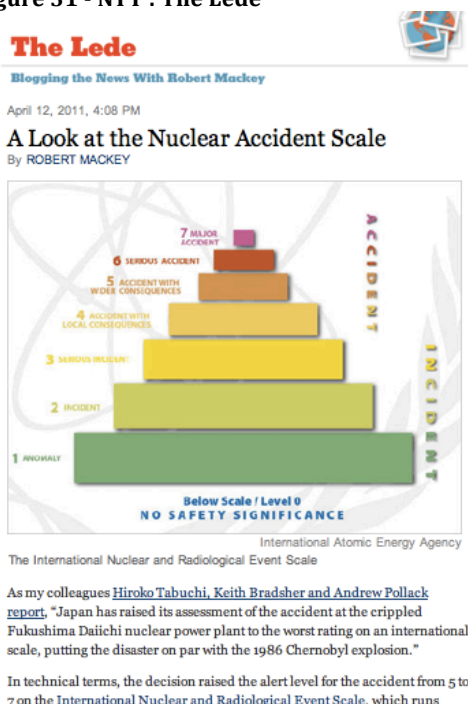 Figure 31 - NYT : The Lede
The Lede
Blogging the News With Robert Mackey
April 12, 2011, 4:08 PM
A Look at the Nuclear Accident Scale
By ROBERT MACKEY
7 MAJOR
ACCIDENT
6 SERIOUS ACCIDENT
5 ACCIDENT WITH
WIDER CONSEQUENCES
4 ACCIDENT WITH
LOCAL CONSEQUENCES
3 SERIOUS INCIDENT
2 INCIDENT
1 ANOMALY
ACCIDENT
INCIDENT
Below Scale / Level 0
NO SAFETY SIGNIFICANCE
International Atomic Energy Agency
The International Nuclear and Radiological Event Scale
As my colleagues Hiroko Tabuchi, Keith Bradsher and Andrew Pollack
report, “Japan has raised its assessment of the accident at the crippled
Fukushima Daiichi nuclear power plant to the worst rating on an international
scale, putting the disaster on par with the 1986 Chernobyl explosion.”
In technical terms, the decision raised the alert level for the accident from 5 to
7 on the International Nuclear and Radiological Event Scale, which runs